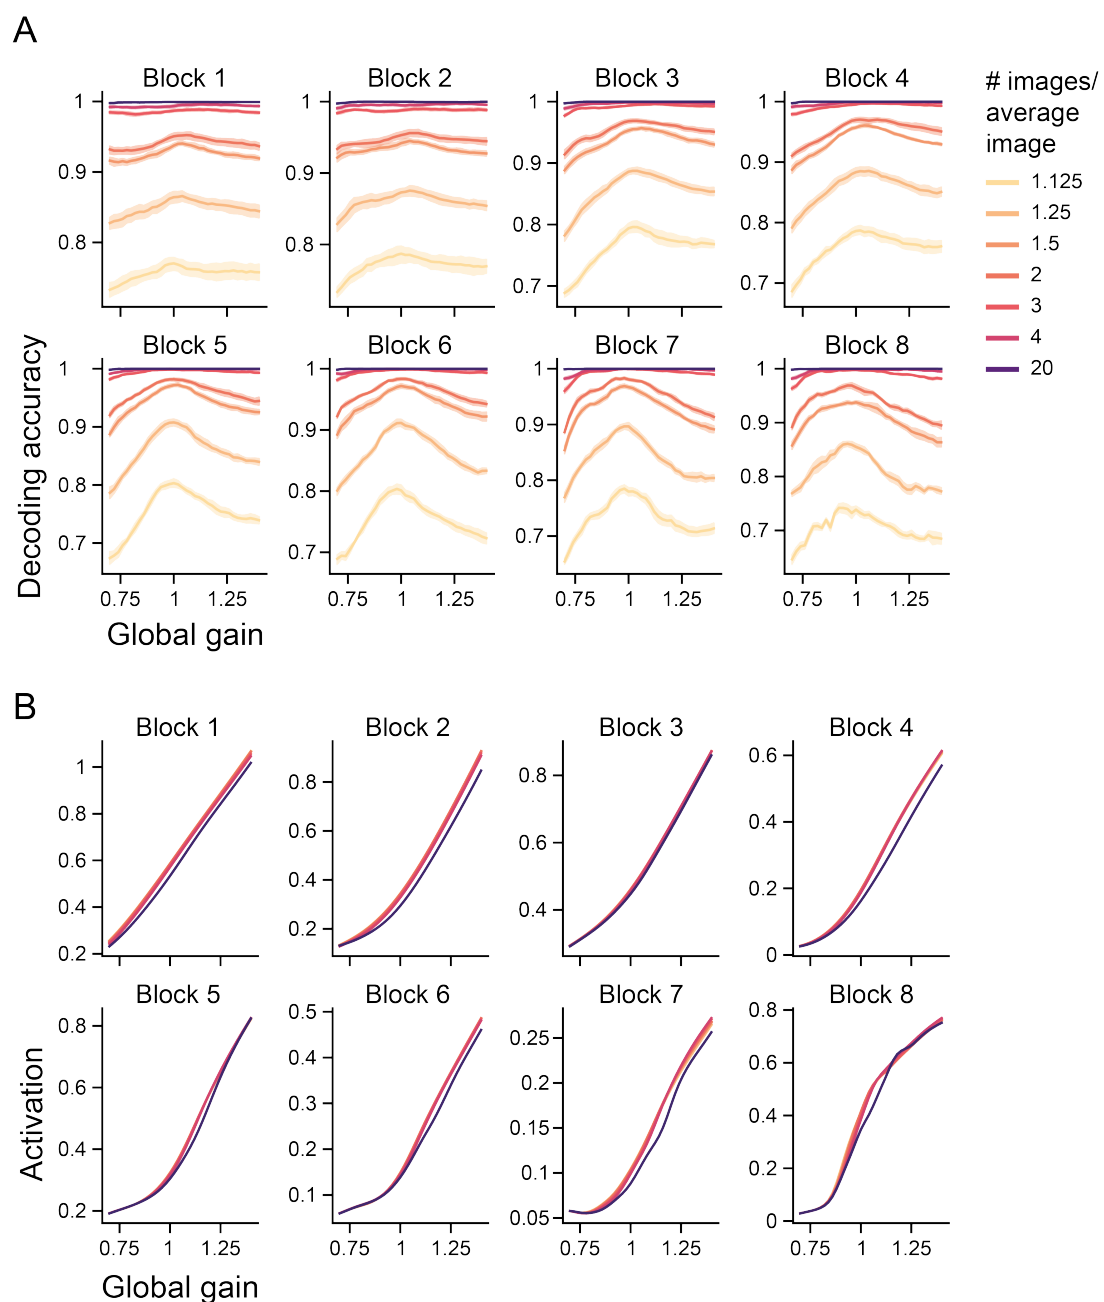 A
Block 1
Block 2
Block 3
Block 4
# images/
average
image
1
0.9
0.8
1
0.9
0.8
1
0.9
0.8
0.7
1
0.9
0.8
0.7
1.125
1.25
1.5
2
3
4
20
Block 5
Block 6
Block 7
Block 8
1
0.9
0.8
0.7
1
0.9
0.8
0.7
1
0.9
0.8
0.7
1
0.9
0.8
0.7
Decoding accuracy
0.75 1 1.25
0.75 1 1.25
0.75 1 1.25
0.75 1 1.25
Global gain
B
Block 1
Block 2
Block 3
Block 4
1
0.8
0.6
0.4
0.2
0.8
0.6
0.4
0.2
0.8
0.6
0.4
0.6
0.4
0.2
0
Block 5
Block 6
Block 7
Block 8
0.8
0.6
0.4
0.2
0.5
0.4
0.3
0.2
0.1
0.25
0.2
0.15
0.1
0.05
0.8
0.6
0.4
0.2
0
Activation
0.75 1 1.25
0.75 1 1.25
0.75 1 1.25
0.75 1 1.25
Global gain